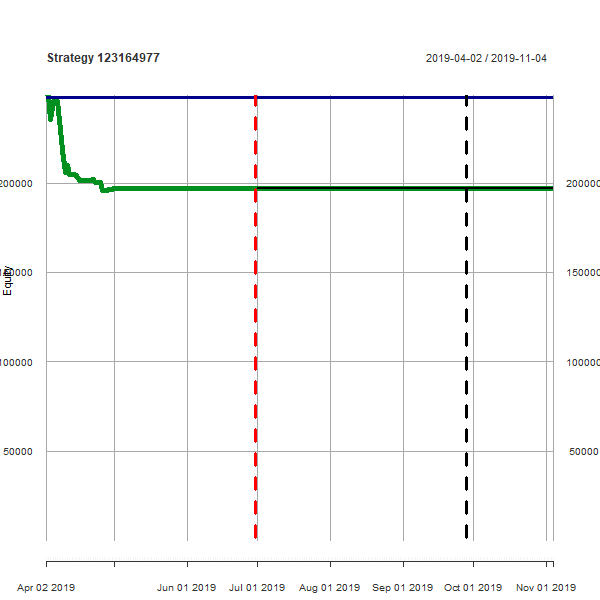 Strategy 123164977
2019-04-02 / 2019-11-04
200000 200000
150000 150000
Equity
100000 100000
50000 50000
Apr 02 2019 Jun 01 2019 Jul 01 2019 Aug 01 2019 Sep 01 2019 Oct 01 2019 Nov 01 2019